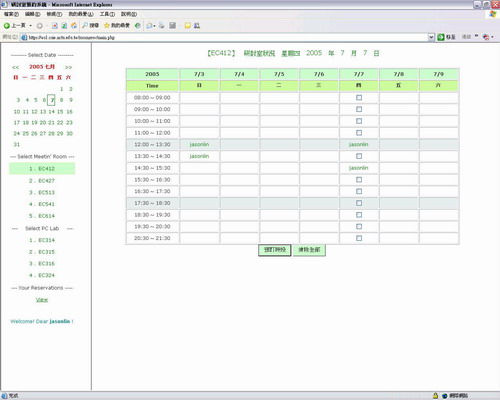 研討室預約系統 - Microsoft Internet Explorer
檔案(F) 編輯(E) 檢視(V) 我的最愛(A) 工具(T) 說明(H)
上一頁 搜尋 我的最愛
網址(D) 移至 連結
-------- Select Date --------
<< 2005 七月 >>
日 一 二 三 四 五 六
1 2
3 4 5 6 7 8 9
10 11 12 13 14 15 16
17 18 19 20 21 22 23
24 25 26 27 28 29 30
31
--- Select Meetin' Room ---
1 . EC412
2 . EC427
3 . EC513
4 . EC541
5 . EC614
--- Select PC Lab ---
1 . EC314
2 . EC315
3 . EC316
4 . EC324
--- Your Reservations ---
View
Welcome! Dear jasonlin !
【EC412】 研討室狀況 星期四 2005 年 7 月 7 日
2005 7/3 7/4 7/5 7/6 7/7 7/8 7/9
Time 日 一 二 三 四 五 六
08:00 ~ 09:00
09:00 ~ 10:00
10:00 ~ 11:00
11:00 ~ 12:00
12:00 ~ 13:30 jasonlin jasonlin
13:30 ~ 14:30 jasonlin
14:30 ~ 15:30 jasonlin
15:30 ~ 16:30
16:30 ~ 17:30
17:30 ~ 18:30
18:30 ~ 19:30
19:30 ~ 20:30
20:30 ~ 21:30
預訂時段 清除全部
完成 網際網路